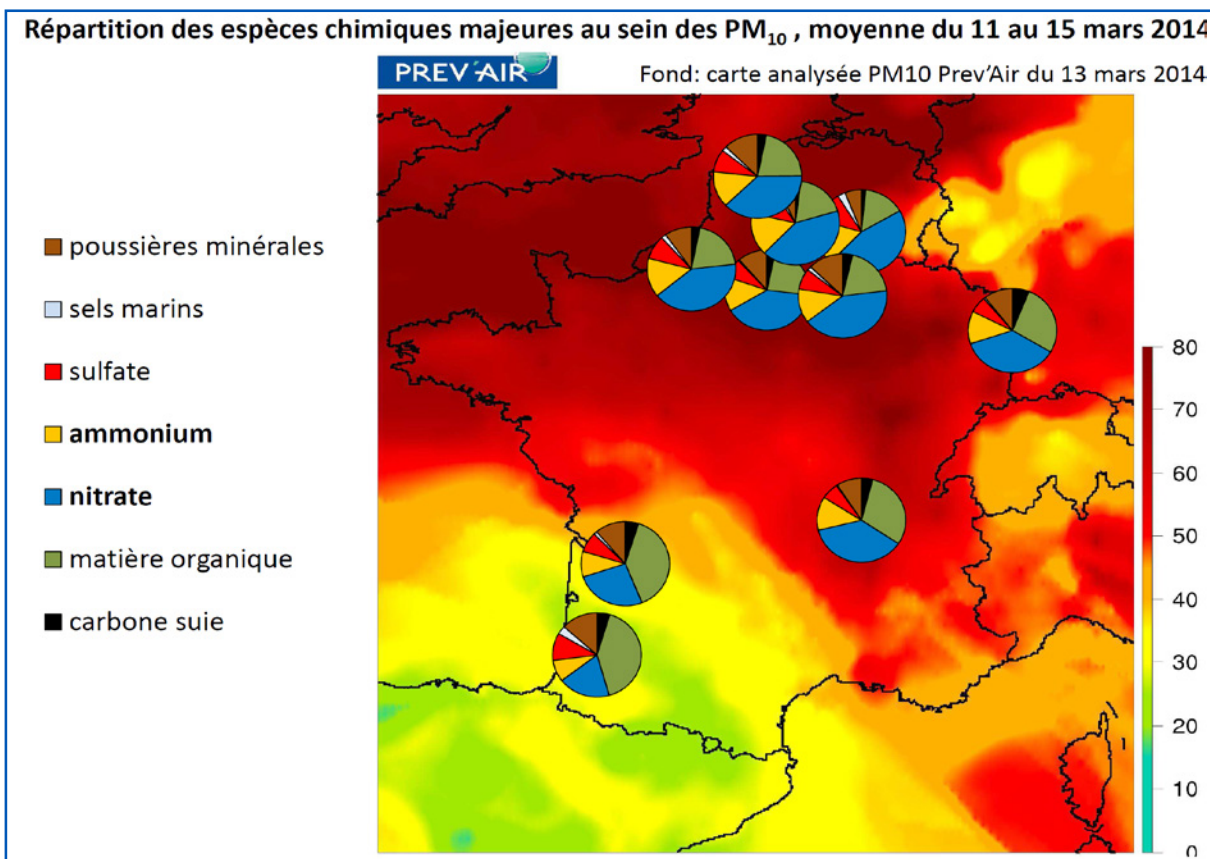 Répartition des espèces chimiques majeures au sein des PM10 , moyenne du 11 au 15 mars 2014
PREV'AIR
Fond: carte analysée PM10 Prev'Air du 13 mars 2014
poussières minérales
sels marins
sulfate
ammonium
nitrate
matière organique
carbone suie
80
70
60
50
40
30
20
10
0